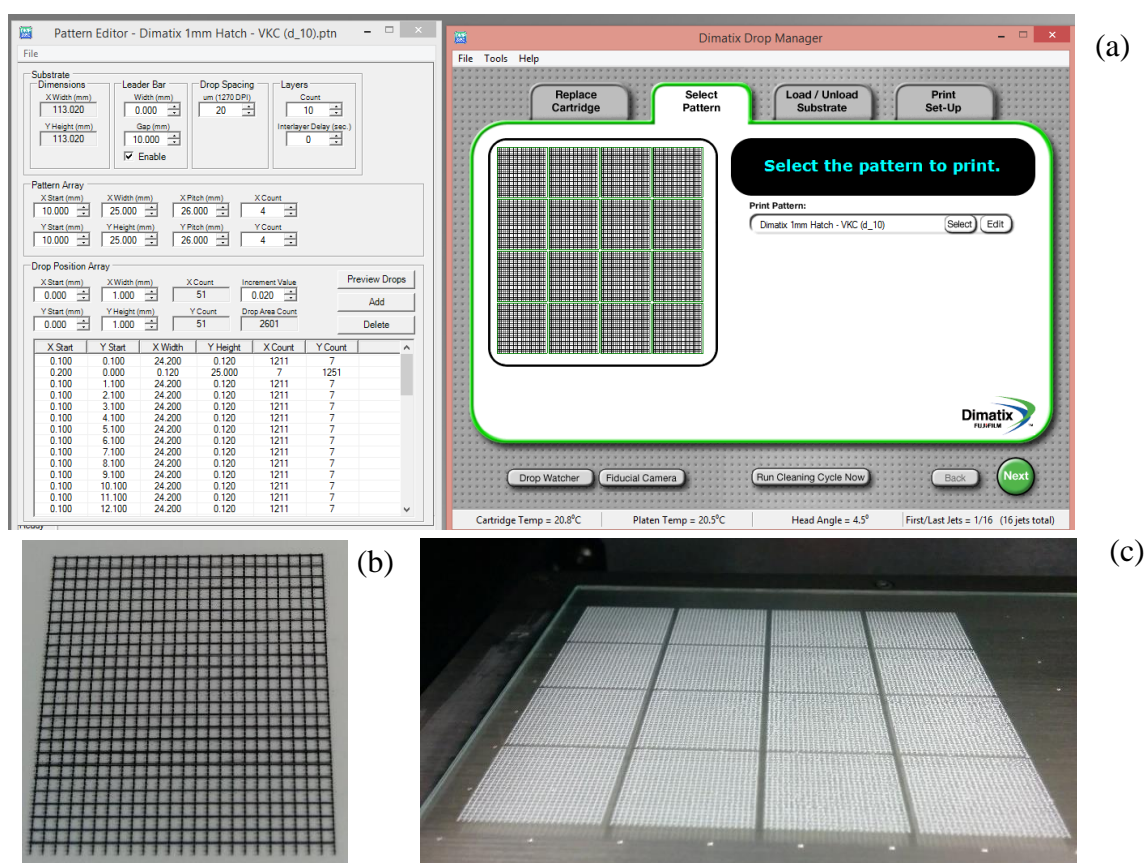 Pattern Editor - Dimatix 1mm Hatch - VKC (d_10).ptn
File
Substrate
Dimensions
X Width (mm)
113.020
Y Height (mm)
113.020
Leader Bar
Width (mm)
0.000
Gap (mm)
10.000
Enable
Drop Spacing
um (1270 DPI)
20
Layers
Count
10
Interlayer Delay (sec.)
0
Pattern Array
X Start (mm) X Width (mm) X Pitch (mm) X Count
10.000 25.000 26.000 4
Y Start (mm) Y Height (mm) Y Pitch (mm) Y Count
10.000 25.000 26.000 4
Drop Position Array
X Start (mm) X Width (mm) X Count Increment Value
0.000 1.000 51 0.020
Y Start (mm) Y Height (mm) Y Count Drop Area Count
0.000 1.000 51 2601
Preview Drops
Add
Delete
X Start Y Start X Width Y Height X Count Y Count
0.100 0.100 24.200 0.120 1211 7
0.200 0.000 0.120 25.000 7 1251
0.100 1.100 24.200 0.120 1211 7
0.100 2.100 24.200 0.120 1211 7
0.100 3.100 24.200 0.120 1211 7
0.100 4.100 24.200 0.120 1211 7
0.100 5.100 24.200 0.120 1211 7
0.100 6.100 24.200 0.120 1211 7
0.100 7.100 24.200 0.120 1211 7
0.100 8.100 24.200 0.120 1211 7
0.100 9.100 24.200 0.120 1211 7
0.100 10.100 24.200 0.120 1211 7
0.100 11.100 24.200 0.120 1211 7
0.100 12.100 24.200 0.120 1211 7
Ready
Dimatix Drop Manager
File Tools Help
Replace
Cartridge
Select
Pattern
Load / Unload
Substrate
Print
Set-Up
Select the pattern to print.
Print Pattern:
Dimatix 1mm Hatch - VKC (d_10) Select Edit
Dimatix
FUJIFILM
Drop Watcher Fiducial Camera Run Cleaning Cycle Now Back Next
Cartridge Temp = 20.8⁰C Platen Temp = 20.5⁰C Head Angle = 4.5⁰ First/Last Jets = 1/16 (16 jets total)
(a)
(b)
(c)